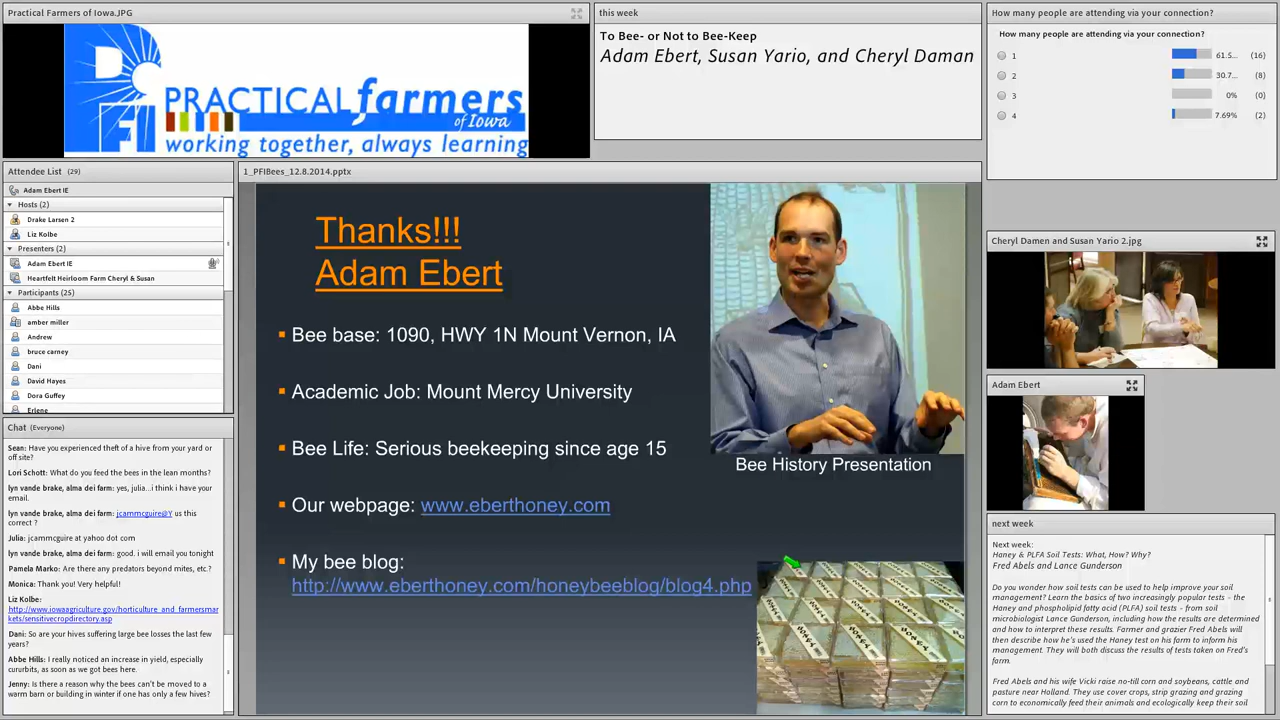 Practical Farmers of Iowa.JPG
PRACTICAL farmers
of Iowa
working together, always learning
this week
To Bee- or Not to Bee-Keep
Adam Ebert, Susan Yario, and Cheryl Daman
How many people are attending via your connection?
How many people are attending via your connection?
1 61.5... (16)
2 30.7... (8)
3 0% (0)
4 7.69% (2)
Attendee List (29)
Adam Ebert IE
Hosts (2)
Drake Larsen 2
Liz Kolbe
Presenters (2)
Adam Ebert IE
Heartfelt Heirloom Farm Cheryl & Susan
Participants (25)
Abbe Hills
amber miller
Andrew
bruce carney
Dani
David Hayes
Dora Guffey
Erlene
Chat (Everyone)
Sean: Have you experienced theft of a hive from your yard or
off site?
Lori Schott: What do you feed the bees in the lean months?
lyn vande brake, alma dei farm: yes, julia...i think i have your
email.
lyn vande brake, alma dei farm: jcammcguire@Y us this
correct ?
Julia: jcammcguire at yahoo dot com
lyn vande brake, alma dei farm: good. i will email you tonight
Pamela Marko: Are there any predators beyond mites, etc.?
Monica: Thank you! Very helpful!
Liz Kolbe:
http://www.iowaagriculture.gov/horticulture_and_farmersmar
kets/sensitivecropdirectory.asp
Dani: So are your hives suffering large bee losses the last few
years?
Abbe Hills: I really noticed an increase in yield, especially
cururbits, as soon as we got bees here.
Jenny: Is there a reason why the bees can't be moved to a
warm barn or building in winter if one has only a few hives?
1_PFIBees_12.8.2014.pptx
Thanks!!!
Adam Ebert
Bee base: 1090, HWY 1N Mount Vernon, IA
Academic Job: Mount Mercy University
Bee Life: Serious beekeeping since age 15
Our webpage: www.eberthoney.com
My bee blog:
http://www.eberthoney.com/honeybeeblog/blog4.php
Bee History Presentation
Cheryl Damen and Susan Yario 2.jpg
Adam Ebert
next week
Next week:
Haney & PLFA Soil Tests: What, How? Why?
Fred Abels and Lance Gunderson
Do you wonder how soil tests can be used to help improve your soil
management? Learn the basics of two increasingly popular tests - the
Haney and phospholipid fatty acid (PLFA) soil tests - from soil
microbiologist Lance Gunderson, including how the results are determined
and how to interpret these results. Farmer and grazier Fred Abels will
then describe how he's used the Haney test on his farm to inform his
management. They will both discuss the results of tests taken on Fred's
farm.
Fred Abels and his wife Vicki raise no-till corn and soybeans, cattle and
pasture near Holland. They use cover crops, strip grazing and grazing
corn to economically feed their animals and ecologically keep their soil